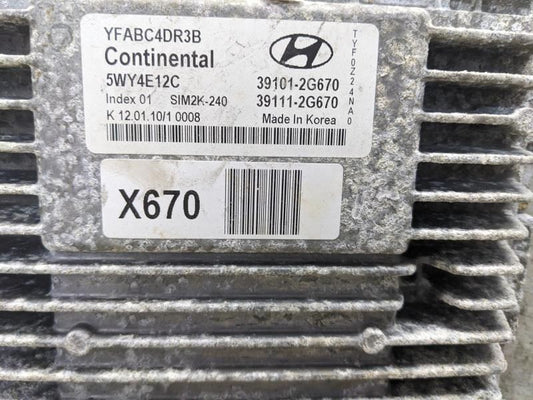 YFABC4DR3B
Continental
5WY4E12C 39101-2G670
Index 01 SIM2K-240 39111-2G670
K 12.01.10/1 0008 Made In Korea
TYF0Z24NA0
X670